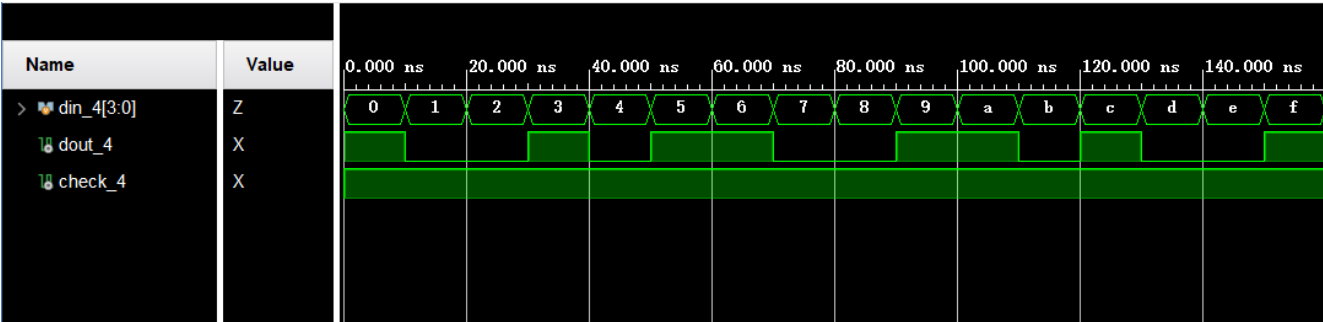 Name Value
0.000 ns 20.000 ns 40.000 ns 60.000 ns 80.000 ns 100.000 ns 120.000 ns 140.000 ns
din_4[3:0] Z 0 1 2 3 4 5 6 7 8 9 a b c d e f
dout_4 X
check_4 X